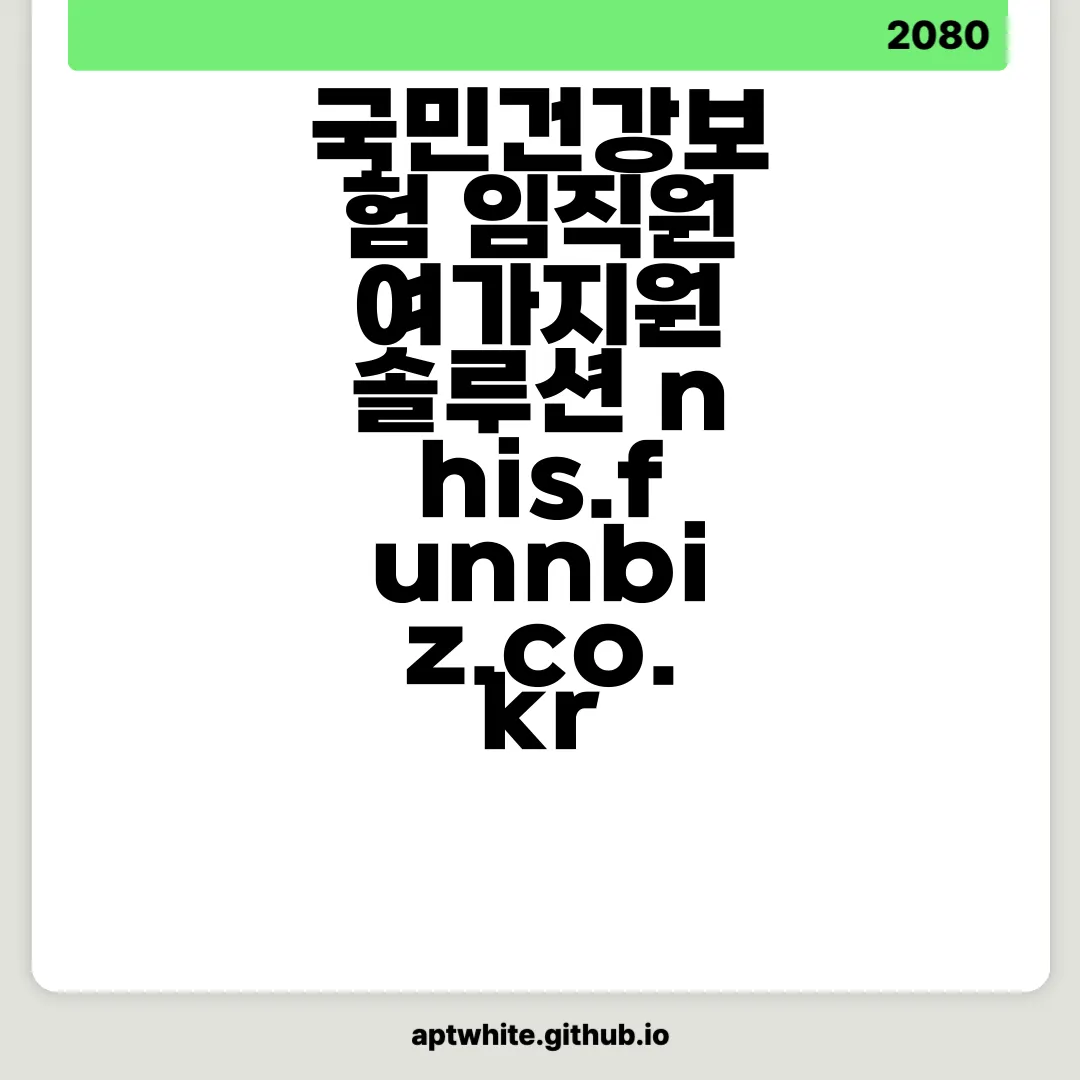 2080
국민건강보
험 임직원
여가지원
솔루션 n
his.f
unnbi
z.co.
kr
aptwhite.github.io